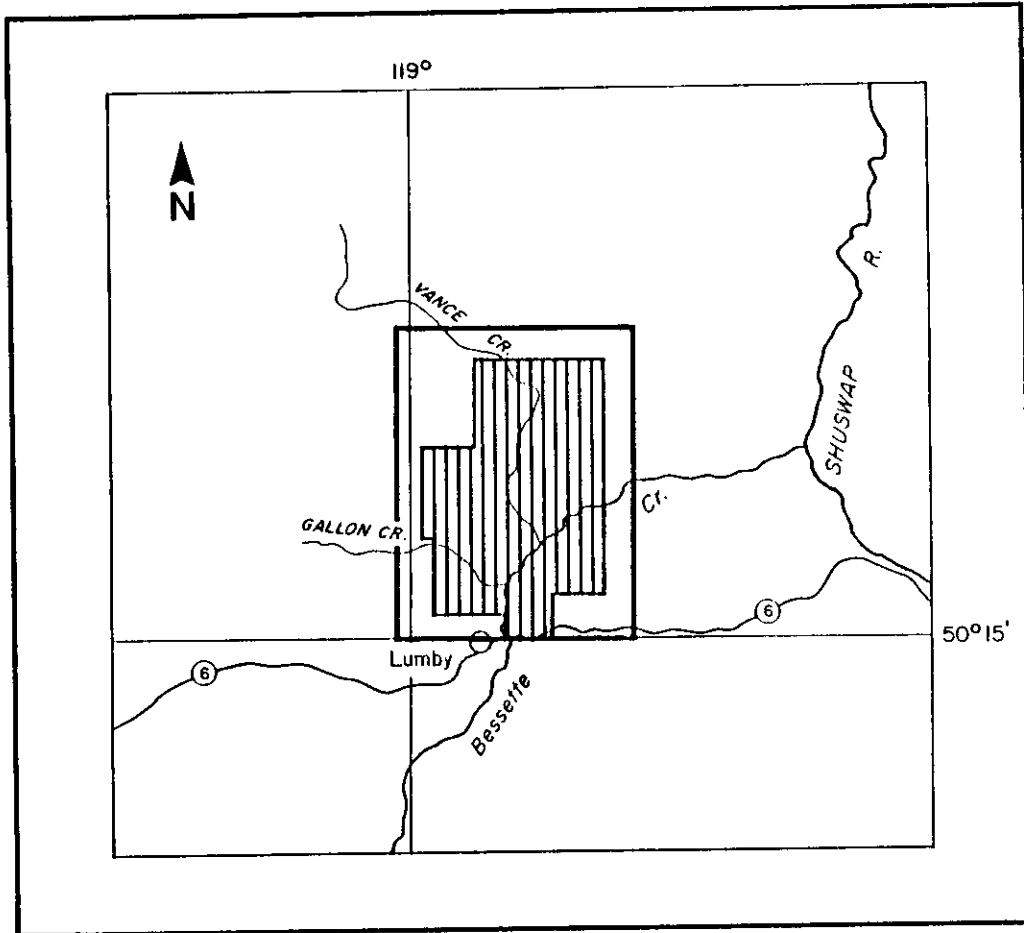 119°
N
VANCE
CR.
R.
SHUSWAP
Cr.
GALLON CR.
6
50°15'
Lumby
6
Bessette